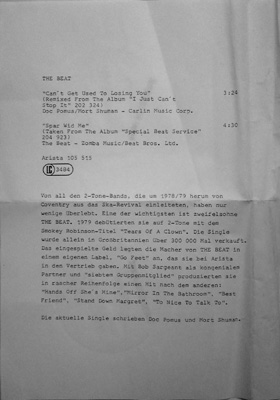 THE BEAT
"Can't Get Used To Losing You" 3:24
(Remixed From The Album "I Just Can't
Stop It" 202 324)
Doc Pomus/Mort Shuman - Carlin Music Corp.
"Spar Wid Me" 4:30
(Taken From The Album "Special Beat Service"
204 923)
The Beat - Zomba Music/Beat Bros. Ltd.
Arista 105 515
LC 3484
Von all den 2-Tone-Bands, die um 1978/79 herum von
Coventry aus das Ska-Revival einleiteten, haben nur
wenige überlebt. Eine der wichtigsten ist zweifelsohne
THE BEAT. 1979 debütierten sie auf 2-Tone mit dem
Smokey Robinson-Titel "Tears Of A Clown". Die Single
wurde allein in Großbritannien über 300 000 Mal verkauft.
Das eingespielte Geld legten die Macher von THE BEAT in
einem eigenen Label, "Go Feet" an, das sie bei Arista
in den Vertrieb gaben. Mit Bob Sargeant als kongenialem
Partner und "siebtem Gruppenmitglied" produzierten sie
in rascher Reihenfolge einen Hit nach dem anderen:
"Hands Off She's Mine","Mirror In The Bathroom", "Best
Friend", "Stand Down Margret", "To Nice To Talk To".
Die aktuelle Single schrieben Doc Pomus und Mort Shuman.